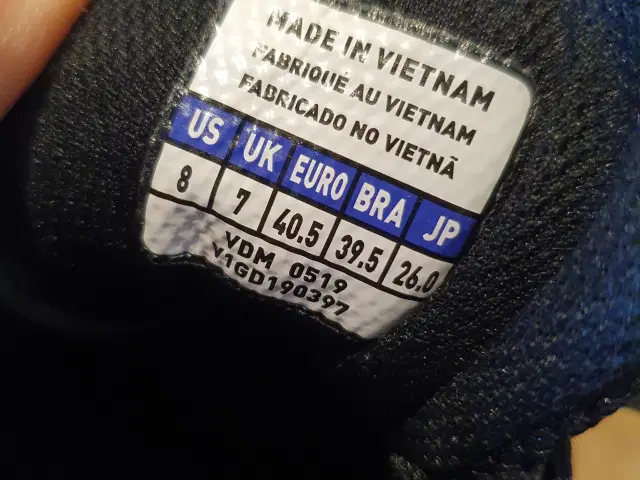 MADE IN VIETNAM
FABRIQUÉ AU VIETNAM
FABRICADO NO VIETNÃ
US UK EURO BRA JP
8 7 40.5 39.5 26.0
VDM 0519
V1GD190397